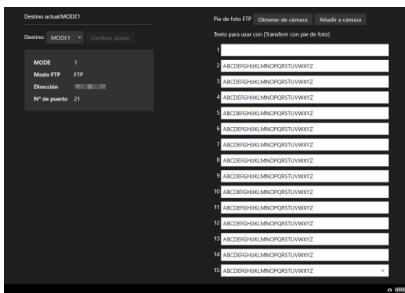 Destino actual:MODE1
Destino: MODE1 Cambiar ajuste
MODE 1
Modo FTP FTP
Dirección
Nº de puerto 21
Pie de foto FTP Obtener de cámara Añadir a cámara
Texto para usar con [Transferir con pie de foto]
1
2 ABCDEFGHIJKLMNOPQRSTUVWXYZ
3 ABCDEFGHIJKLMNOPQRSTUVWXYZ
4 ABCDEFGHIJKLMNOPQRSTUVWXYZ
5 ABCDEFGHIJKLMNOPQRSTUVWXYZ
6 ABCDEFGHIJKLMNOPQRSTUVWXYZ
7 ABCDEFGHIJKLMNOPQRSTUVWXYZ
8 ABCDEFGHIJKLMNOPQRSTUVWXYZ
9 ABCDEFGHIJKLMNOPQRSTUVWXYZ
10 ABCDEFGHIJKLMNOPQRSTUVWXYZ
11 ABCDEFGHIJKLMNOPQRSTUVWXYZ
12 ABCDEFGHIJKLMNOPQRSTUVWXYZ
13 ABCDEFGHIJKLMNOPQRSTUVWXYZ
14 ABCDEFGHIJKLMNOPQRSTUVWXYZ
15 ABCDEFGHIJKLMNOPQRSTUVWXYZ